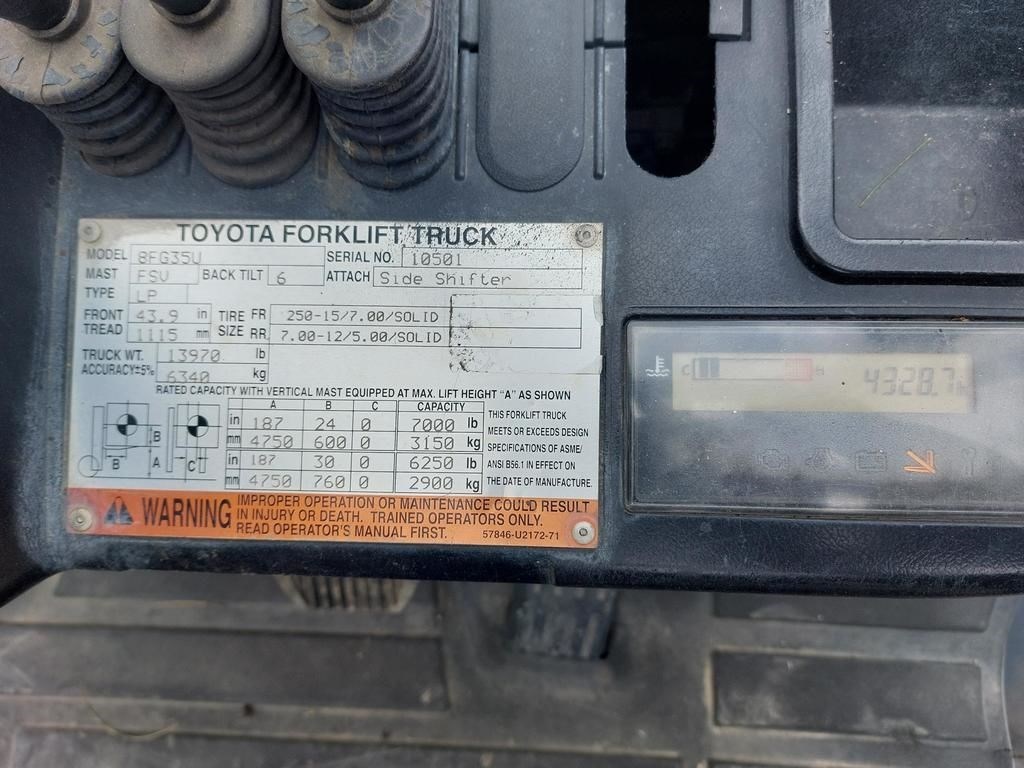 TOYOTA FORKLIFT TRUCK
MODEL 8FG35U SERIAL NO. 10501
MAST FSV BACK TILT 6 ATTACH Side Shifter
TYPE LP
FRONT TREAD 43.9 in TIRE SIZE FR 250-15/7.00/SOLID
1115 mm RR 7.00-12/5.00/SOLID
TRUCK WT. 13970 lb
ACCURACY±5% 6340 kg
RATED CAPACITY WITH VERTICAL MAST EQUIPPED AT MAX. LIFT HEIGHT "A" AS SHOWN
A B C CAPACITY
in 187 24 0 7000 lb
mm 4750 600 0 3150 kg
in 187 30 0 6250 lb
mm 4750 760 0 2900 kg
B
B A
C
THIS FORKLIFT TRUCK
MEETS OR EXCEEDS DESIGN
SPECIFICATIONS OF ASME/
ANSI B56.1 IN EFFECT ON
THE DATE OF MANUFACTURE.
WARNING
IMPROPER OPERATION OR MAINTENANCE COULD RESULT
IN INJURY OR DEATH. TRAINED OPERATORS ONLY.
READ OPERATOR'S MANUAL FIRST.
57846-U2172-71
C H 4328.7